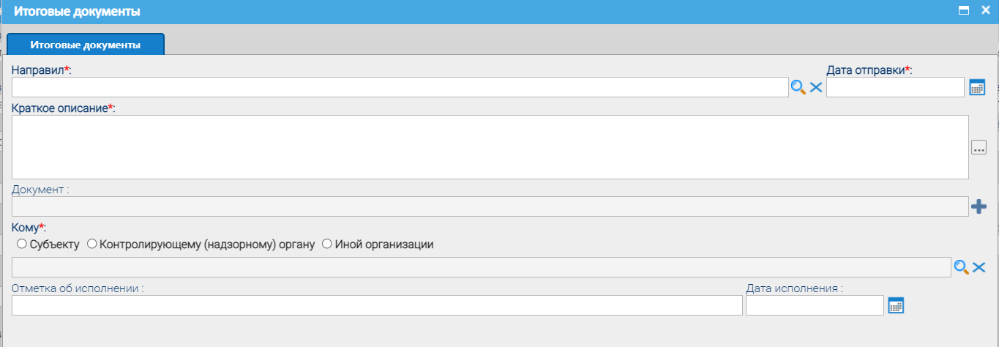 Итоговые документы
Итоговые документы
Направил*: Дата отправки*:
Краткое описание*:
...
Документ :
Кому*:
Субъекту Контролирующему (надзорному) органу Иной организации
Отметка об исполнении : Дата исполнения :